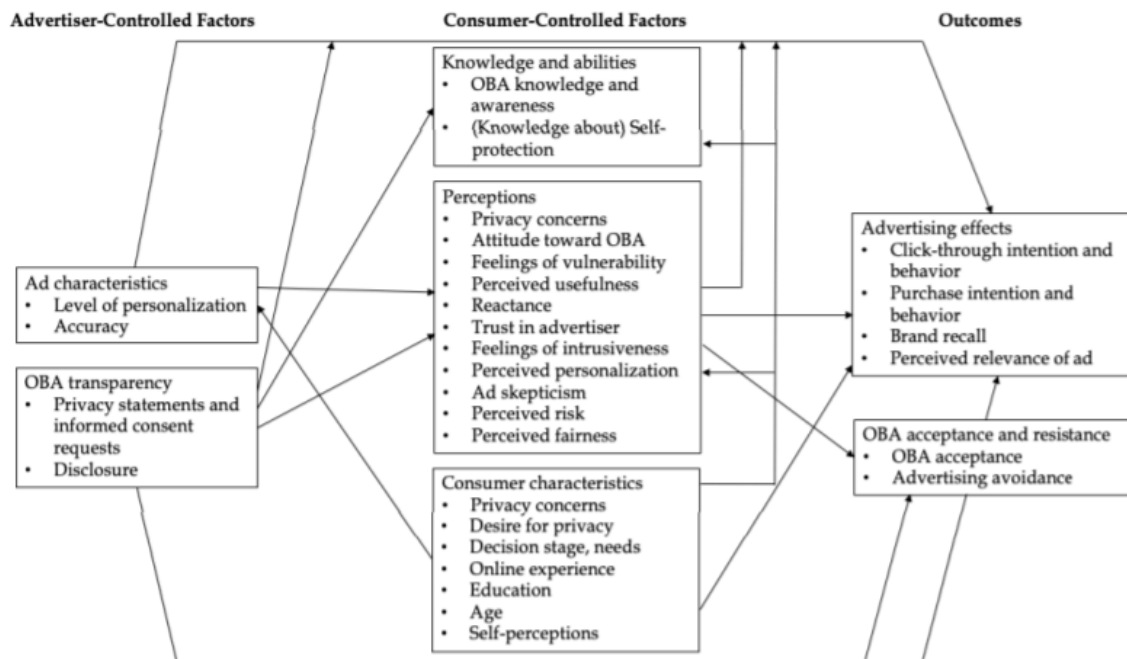 Advertiser-Controlled Factors
Consumer-Controlled Factors
Outcomes
Knowledge and abilities
• OBA knowledge and
awareness
• (Knowledge about) Self-
protection
Perceptions
• Privacy concerns
• Attitude toward OBA
• Feelings of vulnerability
• Perceived usefulness
• Reactance
• Trust in advertiser
• Feelings of intrusiveness
• Perceived personalization
• Ad skepticism
• Perceived risk
• Perceived fairness
Ad characteristics
• Level of personalization
• Accuracy
OBA transparency
• Privacy statements and
informed consent
requests
• Disclosure
Consumer characteristics
• Privacy concerns
• Desire for privacy
• Decision stage, needs
• Online experience
• Education
• Age
• Self-perceptions
Advertising effects
• Click-through intention and
behavior
• Purchase intention and
behavior
• Brand recall
• Perceived relevance of ad
OBA acceptance and resistance
• OBA acceptance
• Advertising avoidance